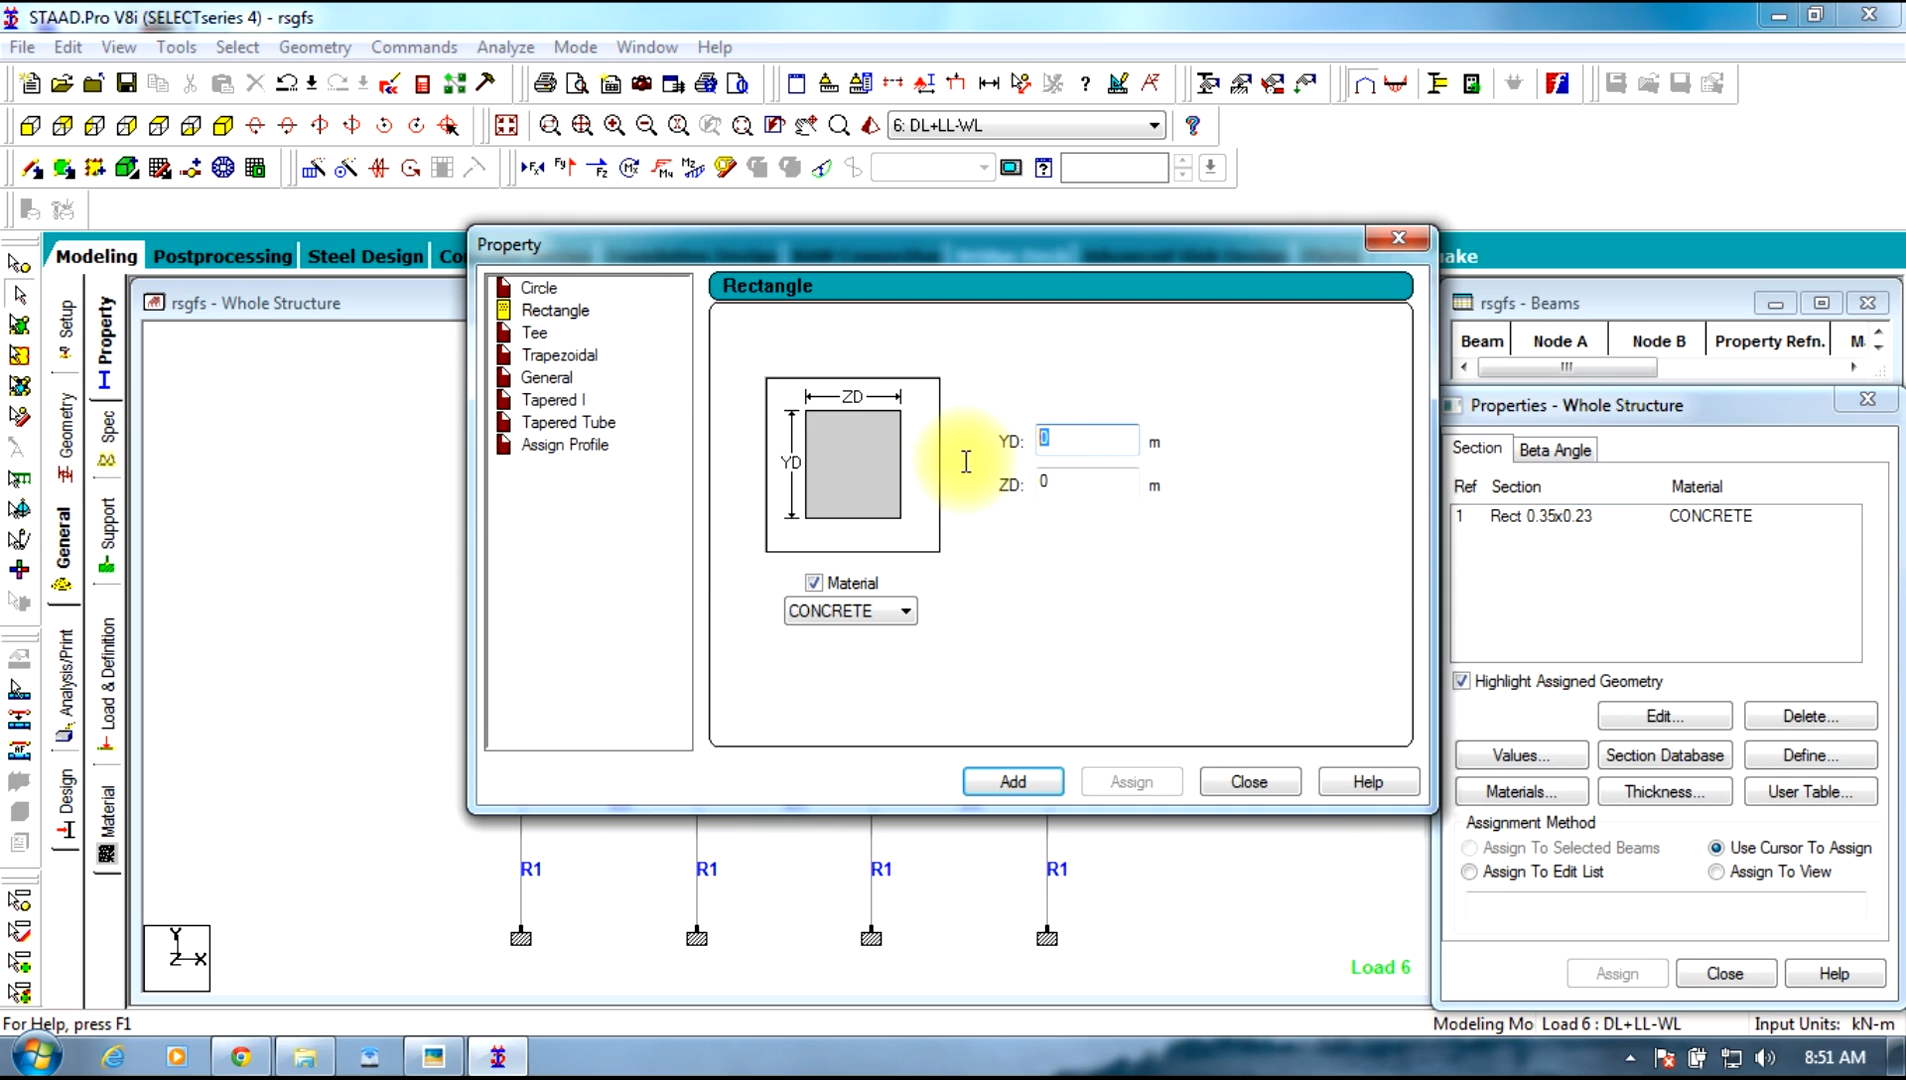 STAAD.Pro V8i (SELECTseries 4) - rsgfs
File Edit View Tools Select Geometry Commands Analyze Mode Window Help
6: DL+LL-WL
Modeling Postprocessing Steel Design Co
ake
Property
Circle
Rectangle
Tee
Trapezoidal
General
Tapered I
Tapered Tube
Assign Profile
Rectangle
ZD
YD
YD: 0 m
ZD: 0 m
Material
CONCRETE
Add Assign Close Help
rsgfs - Whole Structure
Setup
Geometry
General
Analysis/Print
Design
Property
Spec
Support
Load & Definition
Material
R1 R1 R1 R1
Y
Z X
Load 6
rsgfs - Beams
Beam Node A Node B Property Refn. M
Properties - Whole Structure
Section Beta Angle
Ref Section Material
1 Rect 0.35x0.23 CONCRETE
Highlight Assigned Geometry
Edit... Delete...
Values... Section Database Define...
Materials... Thickness... User Table...
Assignment Method
Assign To Selected Beams Use Cursor To Assign
Assign To Edit List Assign To View
Assign Close Help
For Help, press F1
Modeling Mo Load 6 : DL+LL-WL Input Units: kN-m
8:51 AM